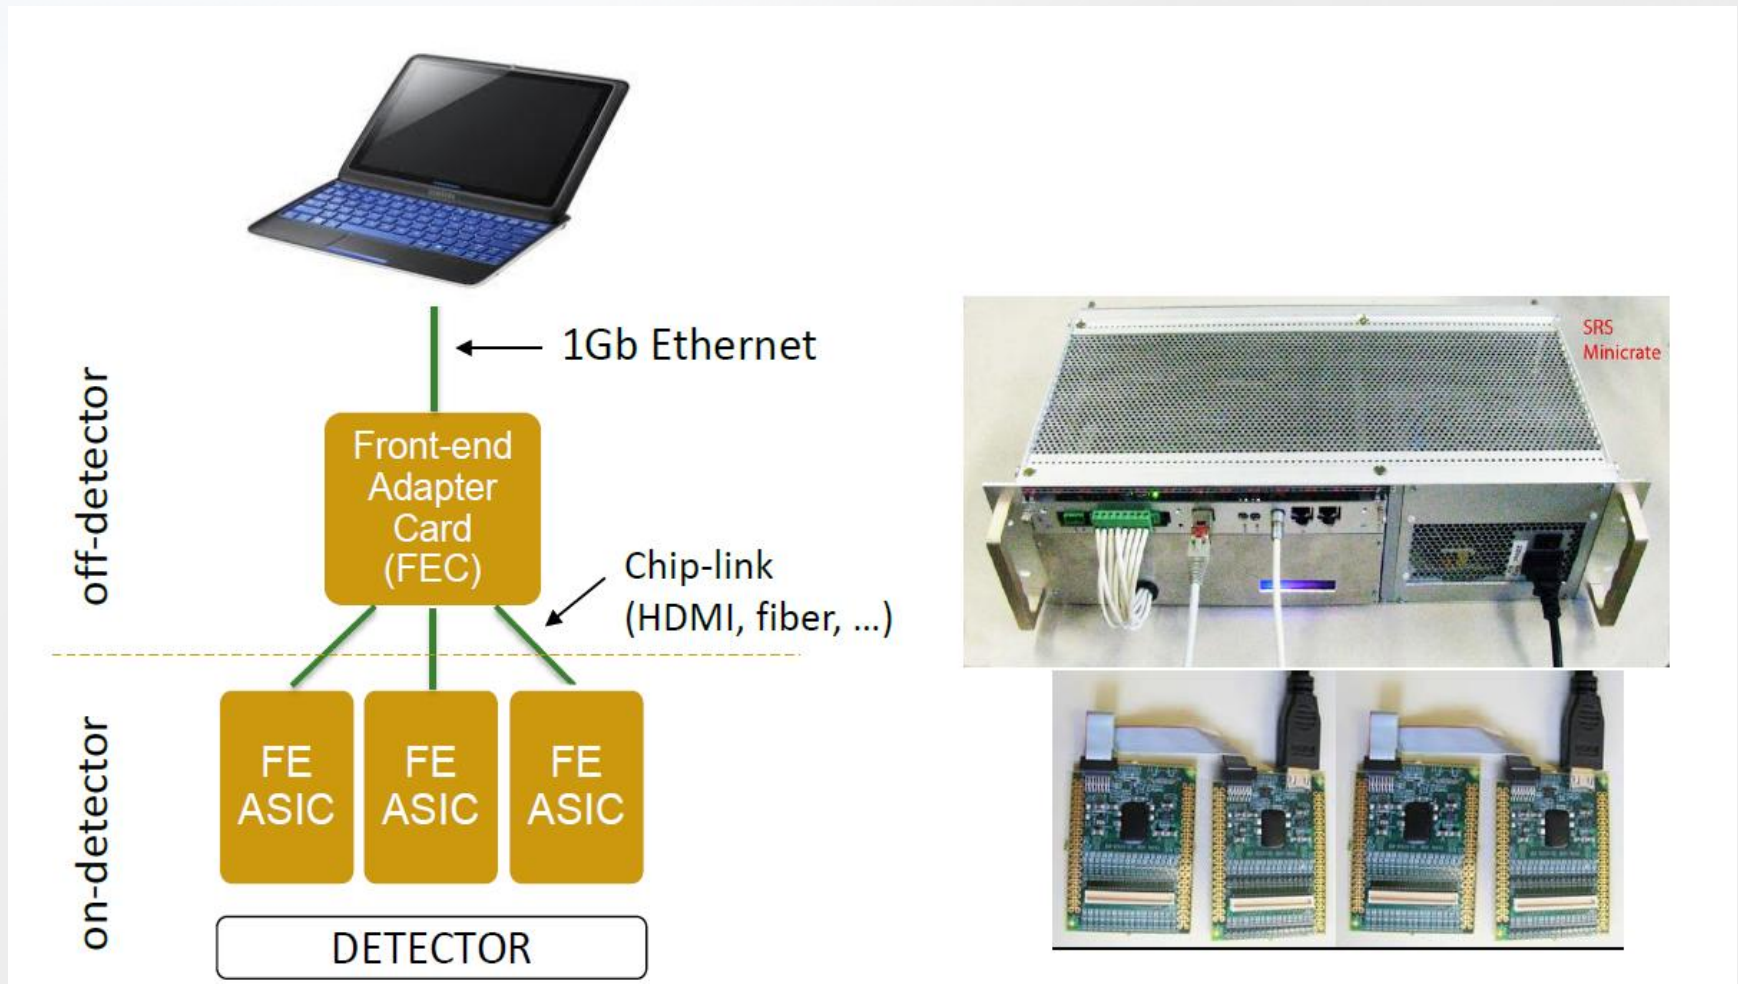 1Gb Ethernet
off-detector
Front-end
Adapter
Card
(FEC)
Chip-link
(HDMI, fiber, ...)
on-detector
FE
ASIC
FE
ASIC
FE
ASIC
DETECTOR
SRS
Minicrate